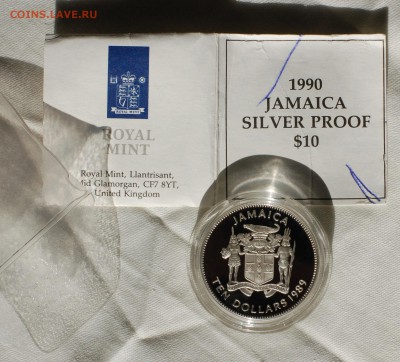 COINS.LAVE.RU
ROYAL
MINT
Royal Mint, Llantrisant,
Mid Glamorgan, CF7 8YT,
United Kingdom
1990
JAMAICA
SILVER PROOF
$10
JAMAICA
TEN DOLLARS 1989